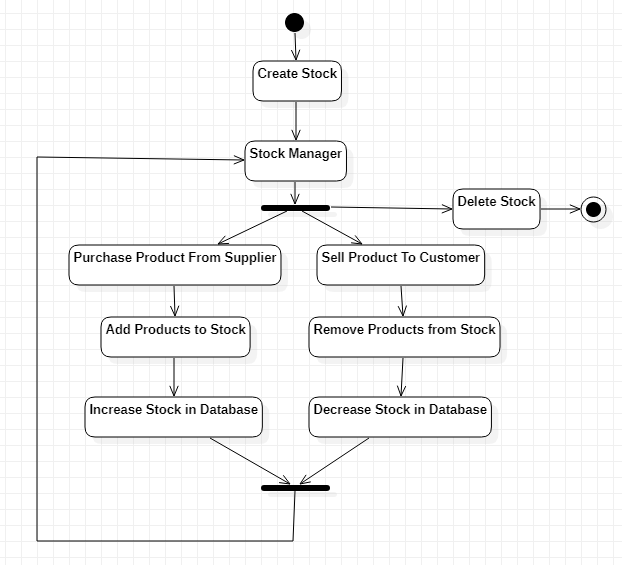 Create Stock
Stock Manager
Delete Stock
Purchase Product From Supplier
Sell Product To Customer
Add Products to Stock
Remove Products from Stock
Increase Stock in Database
Decrease Stock in Database